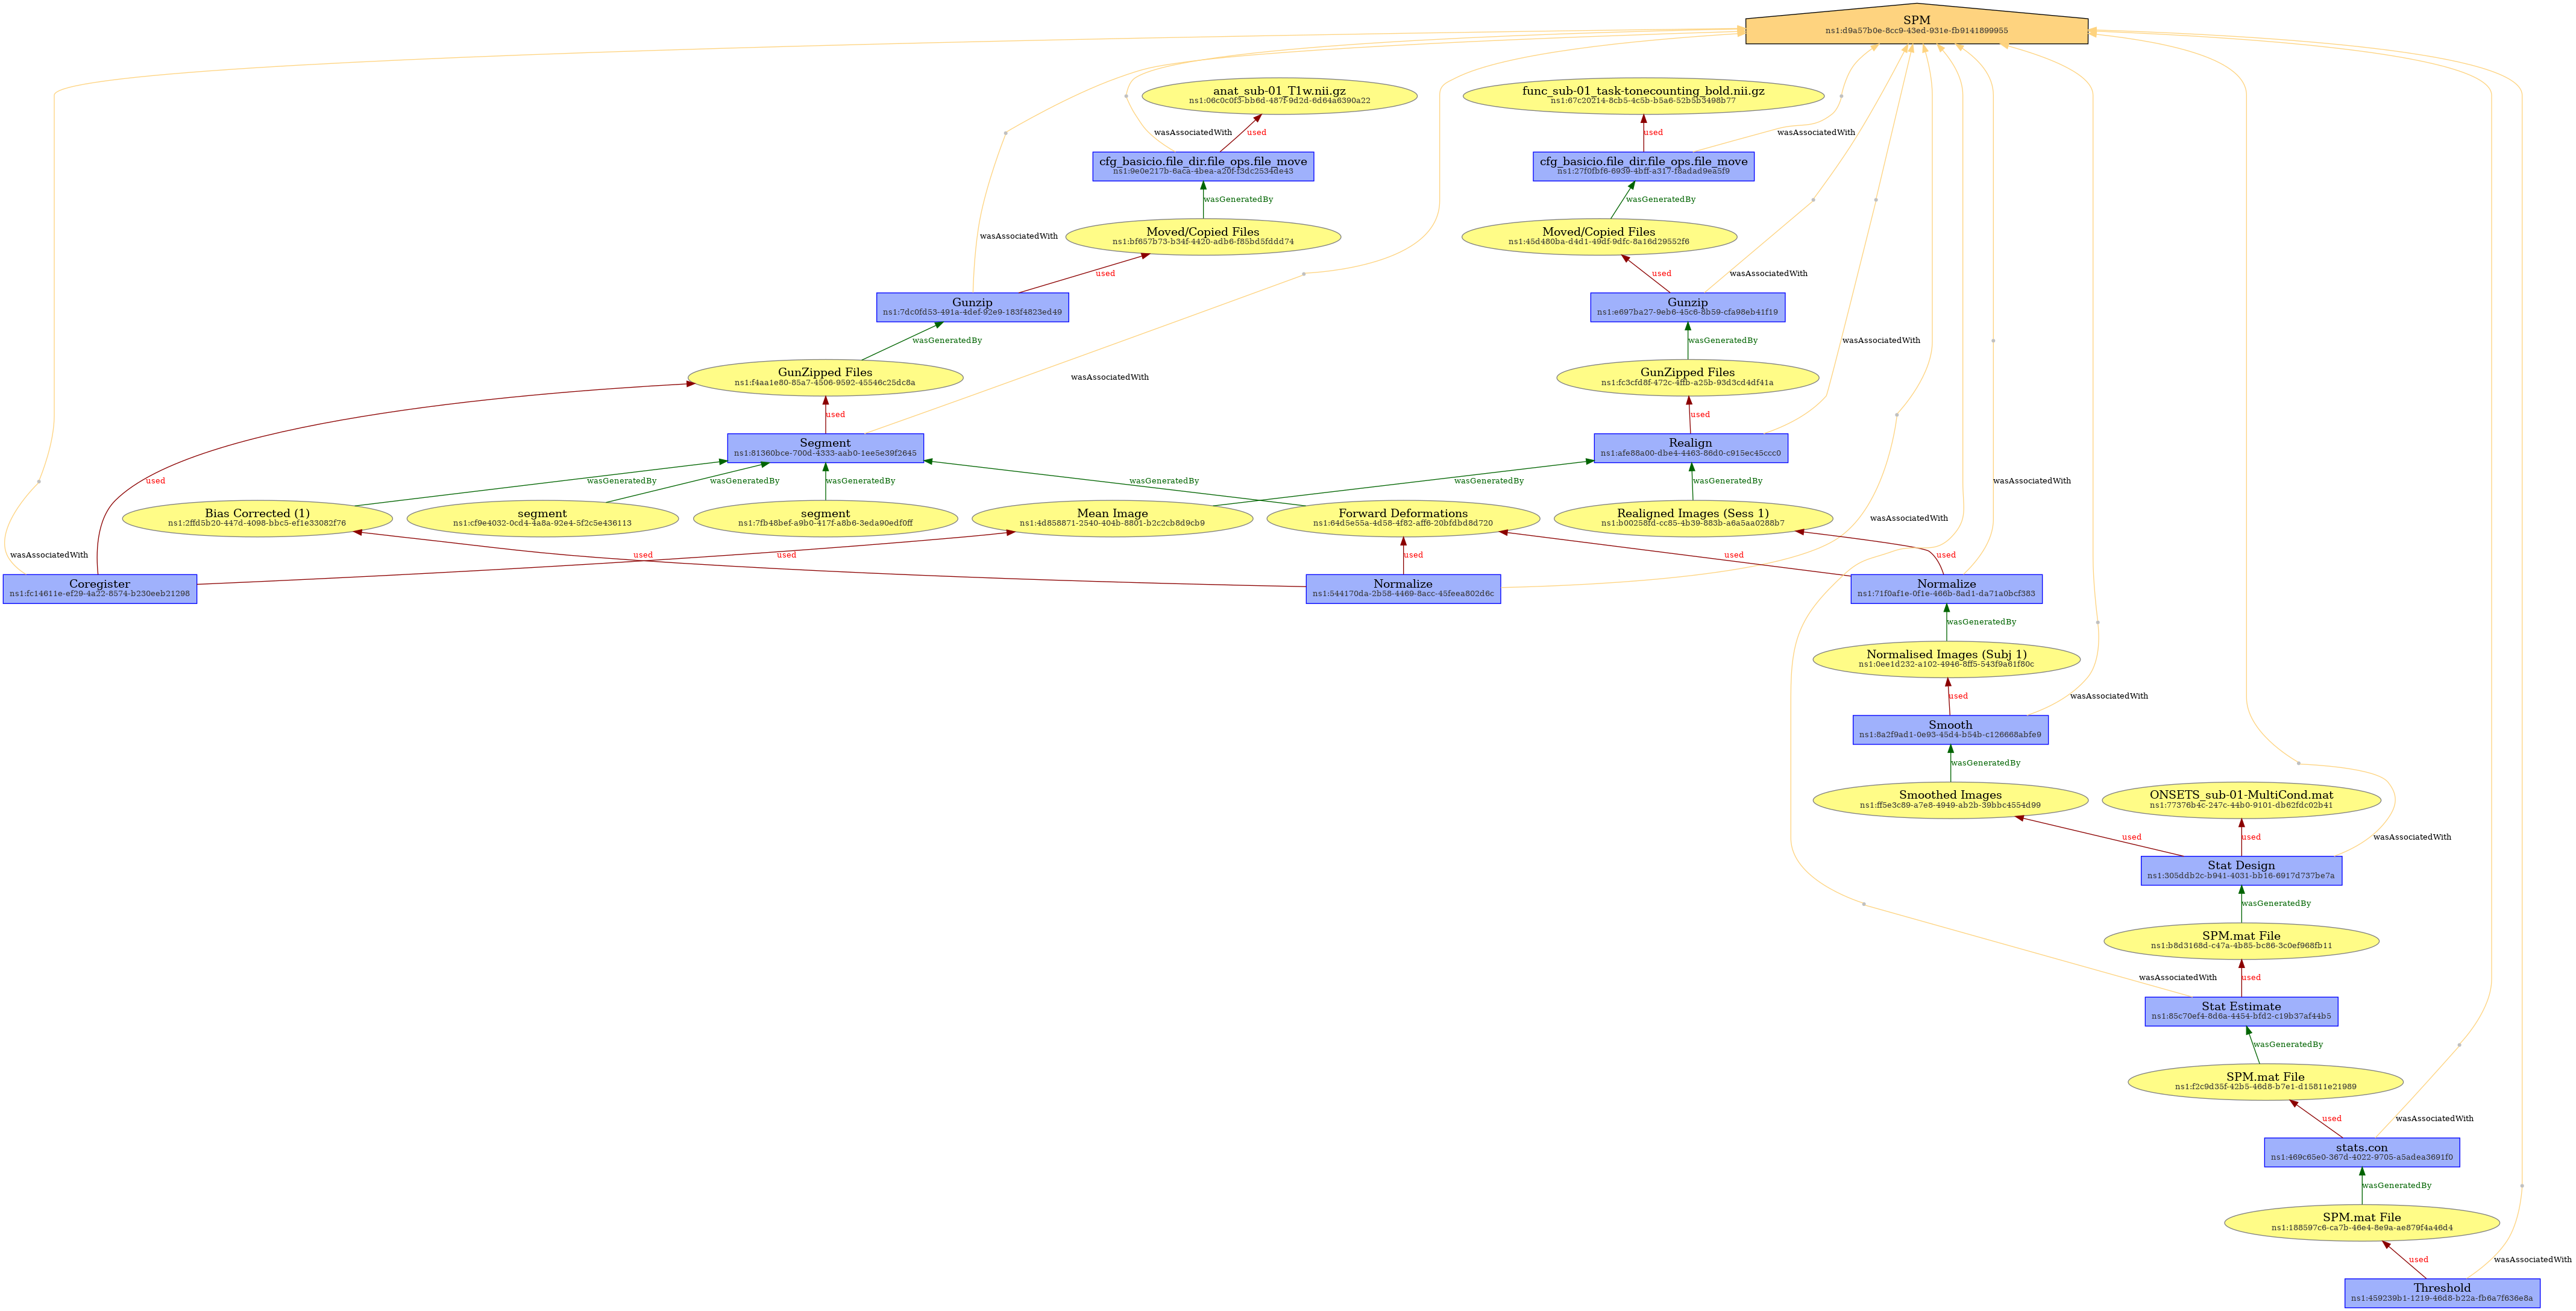 SPM
ns1:d9a57b0e-8cc9-43ed-931e-fb9141899955
anat_sub-01_T1w.nii.gz
ns1:06c0c0f3-bb6d-487f-9d2d-6d64a6390a22
func_sub-01_task-tonecounting_bold.nii.gz
ns1:67c20214-8cb5-4c5b-b5a6-52b5b3498b77
wasAssociatedWith
used
used
wasAssociatedWith
cfg_basicio.file_dir.file_ops.file_move
ns1:9e0e217b-6aca-4bea-a20f-f3dc2534de43
cfg_basicio.file_dir.file_ops.file_move
ns1:27f0fbf6-6939-4bff-a317-f8adad9ea5f9
wasGeneratedBy
wasGeneratedBy
wasAssociatedWith
Moved/Copied Files
ns1:bf657b73-b34f-4420-adb6-f85bd5fddd74
Moved/Copied Files
ns1:45d480ba-d4d1-49df-9dfc-8a16d29552f6
used
used
wasAssociatedWith
Gunzip
ns1:7dc0fd53-491a-4def-92e9-183f4823ed49
Gunzip
ns1:e697ba27-9eb6-45c6-8b59-cfa98eb41f19
wasGeneratedBy
wasGeneratedBy
wasAssociatedWith
GunZipped Files
ns1:f4aa1e80-85a7-4506-9592-45546c25dc8a
wasAssociatedWith
GunZipped Files
ns1:fc3cfd8f-472c-4ffb-a25b-93d3cd4df41a
used
used
Segment
ns1:81360bce-700d-4333-aab0-1ee5e39f2645
Realign
ns1:afe88a00-dbe4-4463-86d0-c915ec45ccc0
used
wasGeneratedBy
wasGeneratedBy
wasGeneratedBy
wasGeneratedBy
wasGeneratedBy
wasGeneratedBy
wasAssociatedWith
Bias Corrected (1)
ns1:2ffd5b20-447d-4098-bbc5-ef1e33082f76
segment
ns1:cf9e4032-0cd4-4a8a-92e4-5f2c5e436113
segment
ns1:7fb48bef-a9b0-417f-a8b6-3eda90edf0ff
Mean Image
ns1:4d858871-2540-404b-8801-b2c2cb8d9cb9
Forward Deformations
ns1:64d5e55a-4d58-4f82-aff6-20bfdbd8d720
Realigned Images (Sess 1)
ns1:b00258fd-cc85-4b39-883b-a6a5aa0288b7
wasAssociatedWith
wasAssociatedWith
used
used
used
used
used
Coregister
ns1:fc14611e-ef29-4a22-8574-b230eeb21298
Normalize
ns1:544170da-2b58-4469-8acc-45feea802d6c
Normalize
ns1:71f0af1e-0f1e-466b-8ad1-da71a0bcf383
wasGeneratedBy
Normalised Images (Subj 1)
ns1:0ee1d232-a102-4946-8ff5-543f9a61f80c
used
wasAssociatedWith
Smooth
ns1:8a2f9ad1-0e93-45d4-b54b-c126668abfe9
wasGeneratedBy
Smoothed Images
ns1:ff5e3c89-a7e8-4949-ab2b-39bbc4554d99
ONSETS_sub-01-MultiCond.mat
ns1:77376b4c-247c-44b0-9101-db62fdc02b41
used
used
wasAssociatedWith
Stat Design
ns1:305ddb2c-b941-4031-bb16-6917d737be7a
wasGeneratedBy
SPM.mat File
ns1:b8d3168d-c47a-4b85-bc86-3c0ef968fb11
wasAssociatedWith
used
Stat Estimate
ns1:85c70ef4-8d6a-4454-bfd2-c19b37af44b5
wasGeneratedBy
SPM.mat File
ns1:f2c9d35f-42b5-46d8-b7e1-d15811e21989
used
wasAssociatedWith
stats.con
ns1:469c65e0-367d-4022-9705-a5adea3691f0
wasGeneratedBy
SPM.mat File
ns1:188597c6-ca7b-46e4-8e9a-ae879f4a46d4
used
wasAssociatedWith
Threshold
ns1:459239b1-1219-46d8-b22a-fb6a7f636e8a